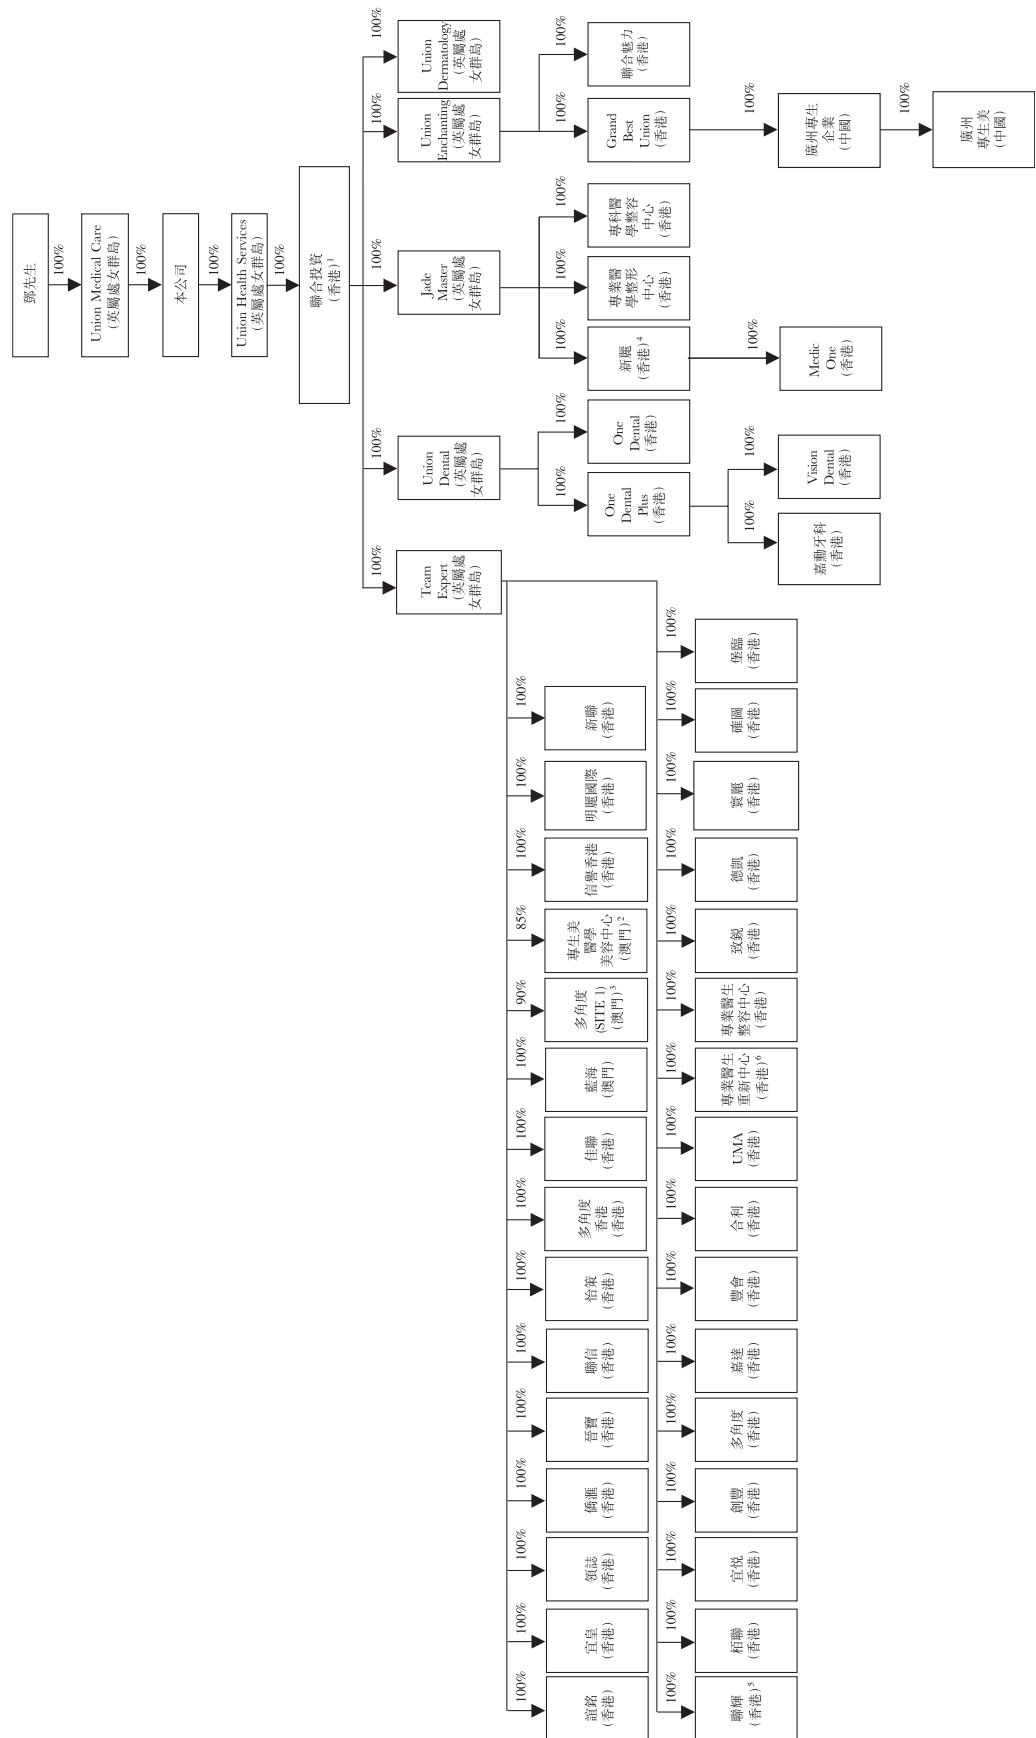 鄧先生
100%
Union Medical Care
(英屬處女群島)
100%
本公司
100%
Union Health Services
(英屬處女群島)
100%
聯合投資
(香港)1
100%
Team
Expert
(英屬處
女群島)
100%
Union
Dental
(英屬處
女群島)
100%
Jade
Master
(英屬處
女群島)
100%
Union
Enchanting
(英屬處
女群島)
100%
Union
Dermatology
(英屬處
女群島)
100%
One
Dental
Plus
(香港)
100%
One
Dental
(香港)
100%
新麗
(香港)4
100%
專業醫
學整形
中心
(香港)
100%
專科醫
學整容
中心
(香港)
100%
Grand
Best
Union
(香港)
100%
聯合魅力
(香港)
100%
嘉勳牙科
(香港)
100%
Vision
Dental
(香港)
100%
Medic
One
(香港)
100%
廣州專生
企業
(中國)
100%
廣州
專生美
(中國)
100%
誼銘
(香港)
100%
宜皇
(香港)
100%
領誌
(香港)
100%
僑滙
(香港)
100%
晉寶
(香港)
100%
聯信
(香港)
100%
怡策
(香港)
100%
多角度
香港
(香港)
100%
佳聯
(香港)
100%
藍海
(澳門)
90%
多角度
(SITE 1)
(澳門)3
85%
專生美
醫學
美容中心
(澳門)2
100%
信譽香港
(香港)
100%
明麗國際
(香港)
100%
新聯
(香港)
100%
聯輝
(香港)5
100%
栢聯
(香港)
100%
宜悅
(香港)
100%
創豐
(香港)
100%
多角度
(香港)
100%
嘉達
(香港)
100%
豐會
(香港)
100%
合利
(香港)
100%
UMA
(香港)
100%
專業醫生
重新中心
(香港)6
100%
專業醫生
整容中心
(香港)
100%
致銳
(香港)
100%
德凱
(香港)
100%
寰麗
(香港)
100%
確圖
(香港)
100%
堡臨
(香港)